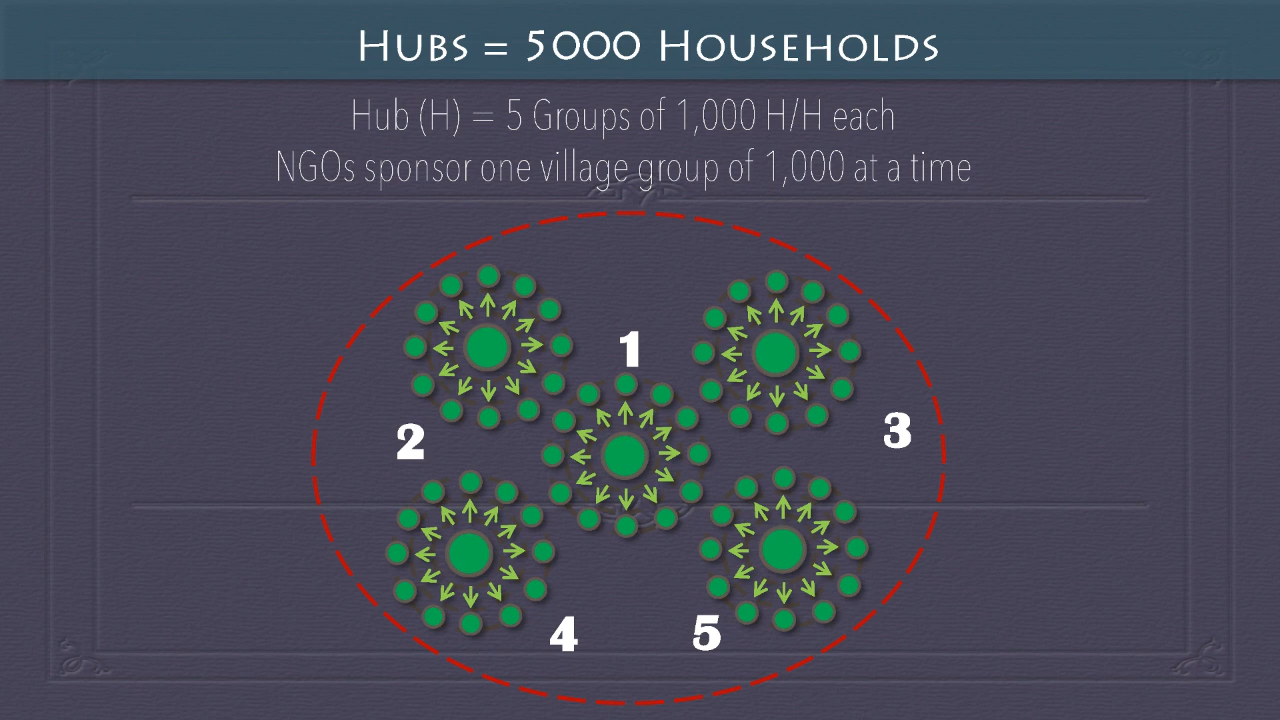 Hubs = 5000 Households
Hub (H) = 5 Groups of 1,000 H/H each
NGOs sponsor one village group of 1,000 at a time
1
2
3
4
5